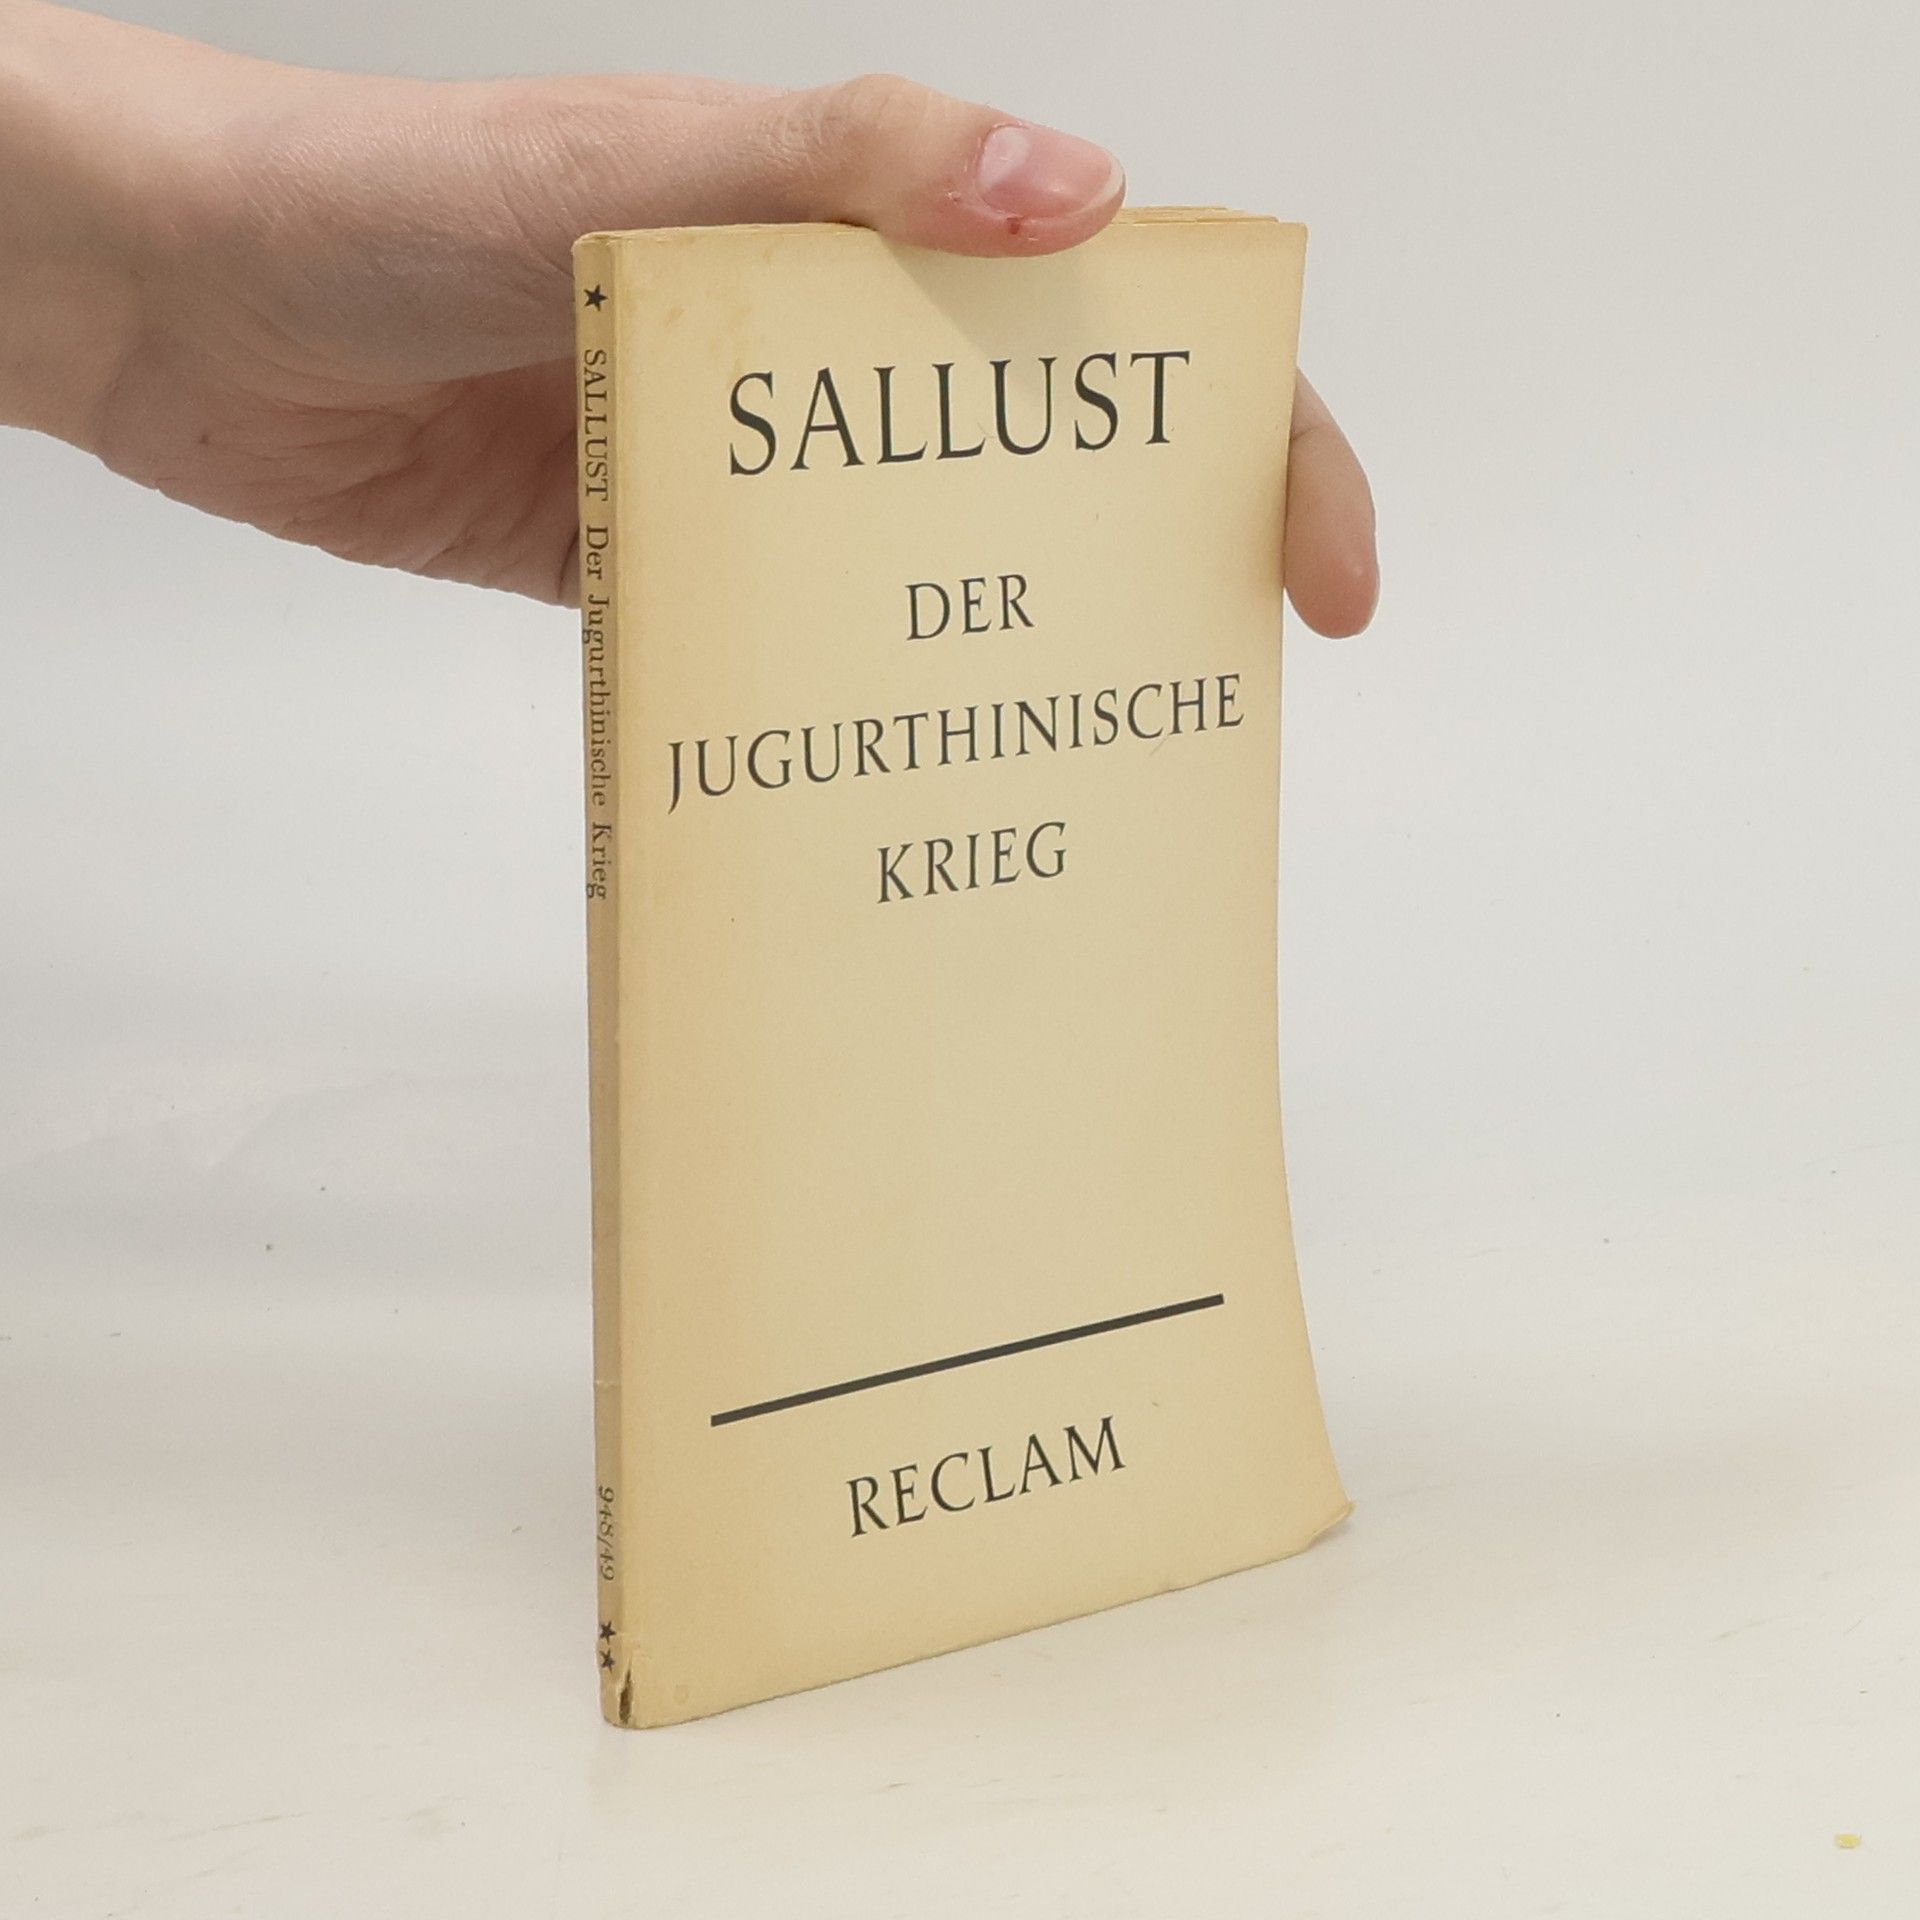 SALLUST
DER
JUGURTHINISCHE
KRIEG
RECLAM
★ SALLUST Der Jugurthinische Krieg 948/49 ★★